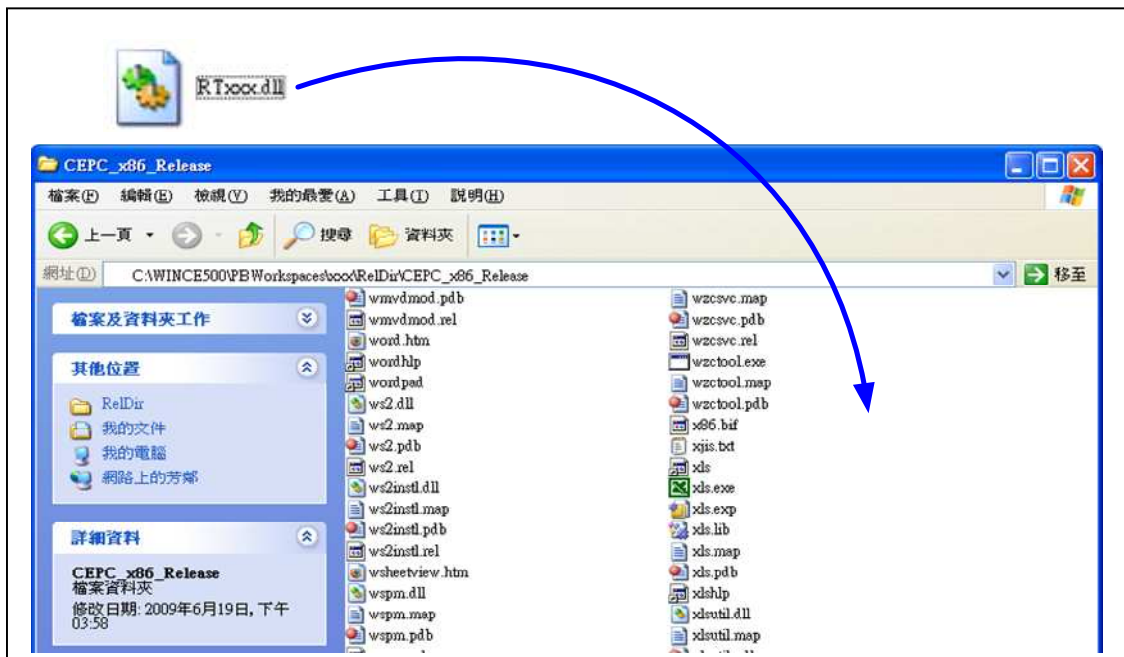 RTxxx.dll
CEPC_x86_Release
檔案(F) 編輯(E) 檢視(V) 我的最愛(A) 工具(T) 說明(H)
上一頁 搜尋 資料夾
網址(D) C:\WINCE500\PBWorkspaces\xxx\RelDir\CEPC_x86_Release 移至
檔案及資料夾工作
其他位置
RelDir
我的文件
我的電腦
網路上的芳鄰
詳細資料
CEPC_x86_Release
檔案資料夾
修改日期: 2009年6月19日, 下午
03:58
wmvdmod.pdb
wmvdmod.rel
word.htm
wordhlp
wordpad
ws2.dll
ws2.map
ws2.pdb
ws2.rel
ws2instl.dll
ws2instl.map
ws2instl.pdb
ws2instl.rel
wsheetview.htm
wspm.dll
wspm.map
wspm.pdb
wzcsvc.map
wzcsvc.pdb
wzcsvc.rel
wzctool.exe
wzctool.map
wzctool.pdb
x86.bif
xjis.txt
xls
xls.exe
xls.exp
xls.lib
xls.map
xls.pdb
xlshlp
xlsutil.dll
xlsutil.map